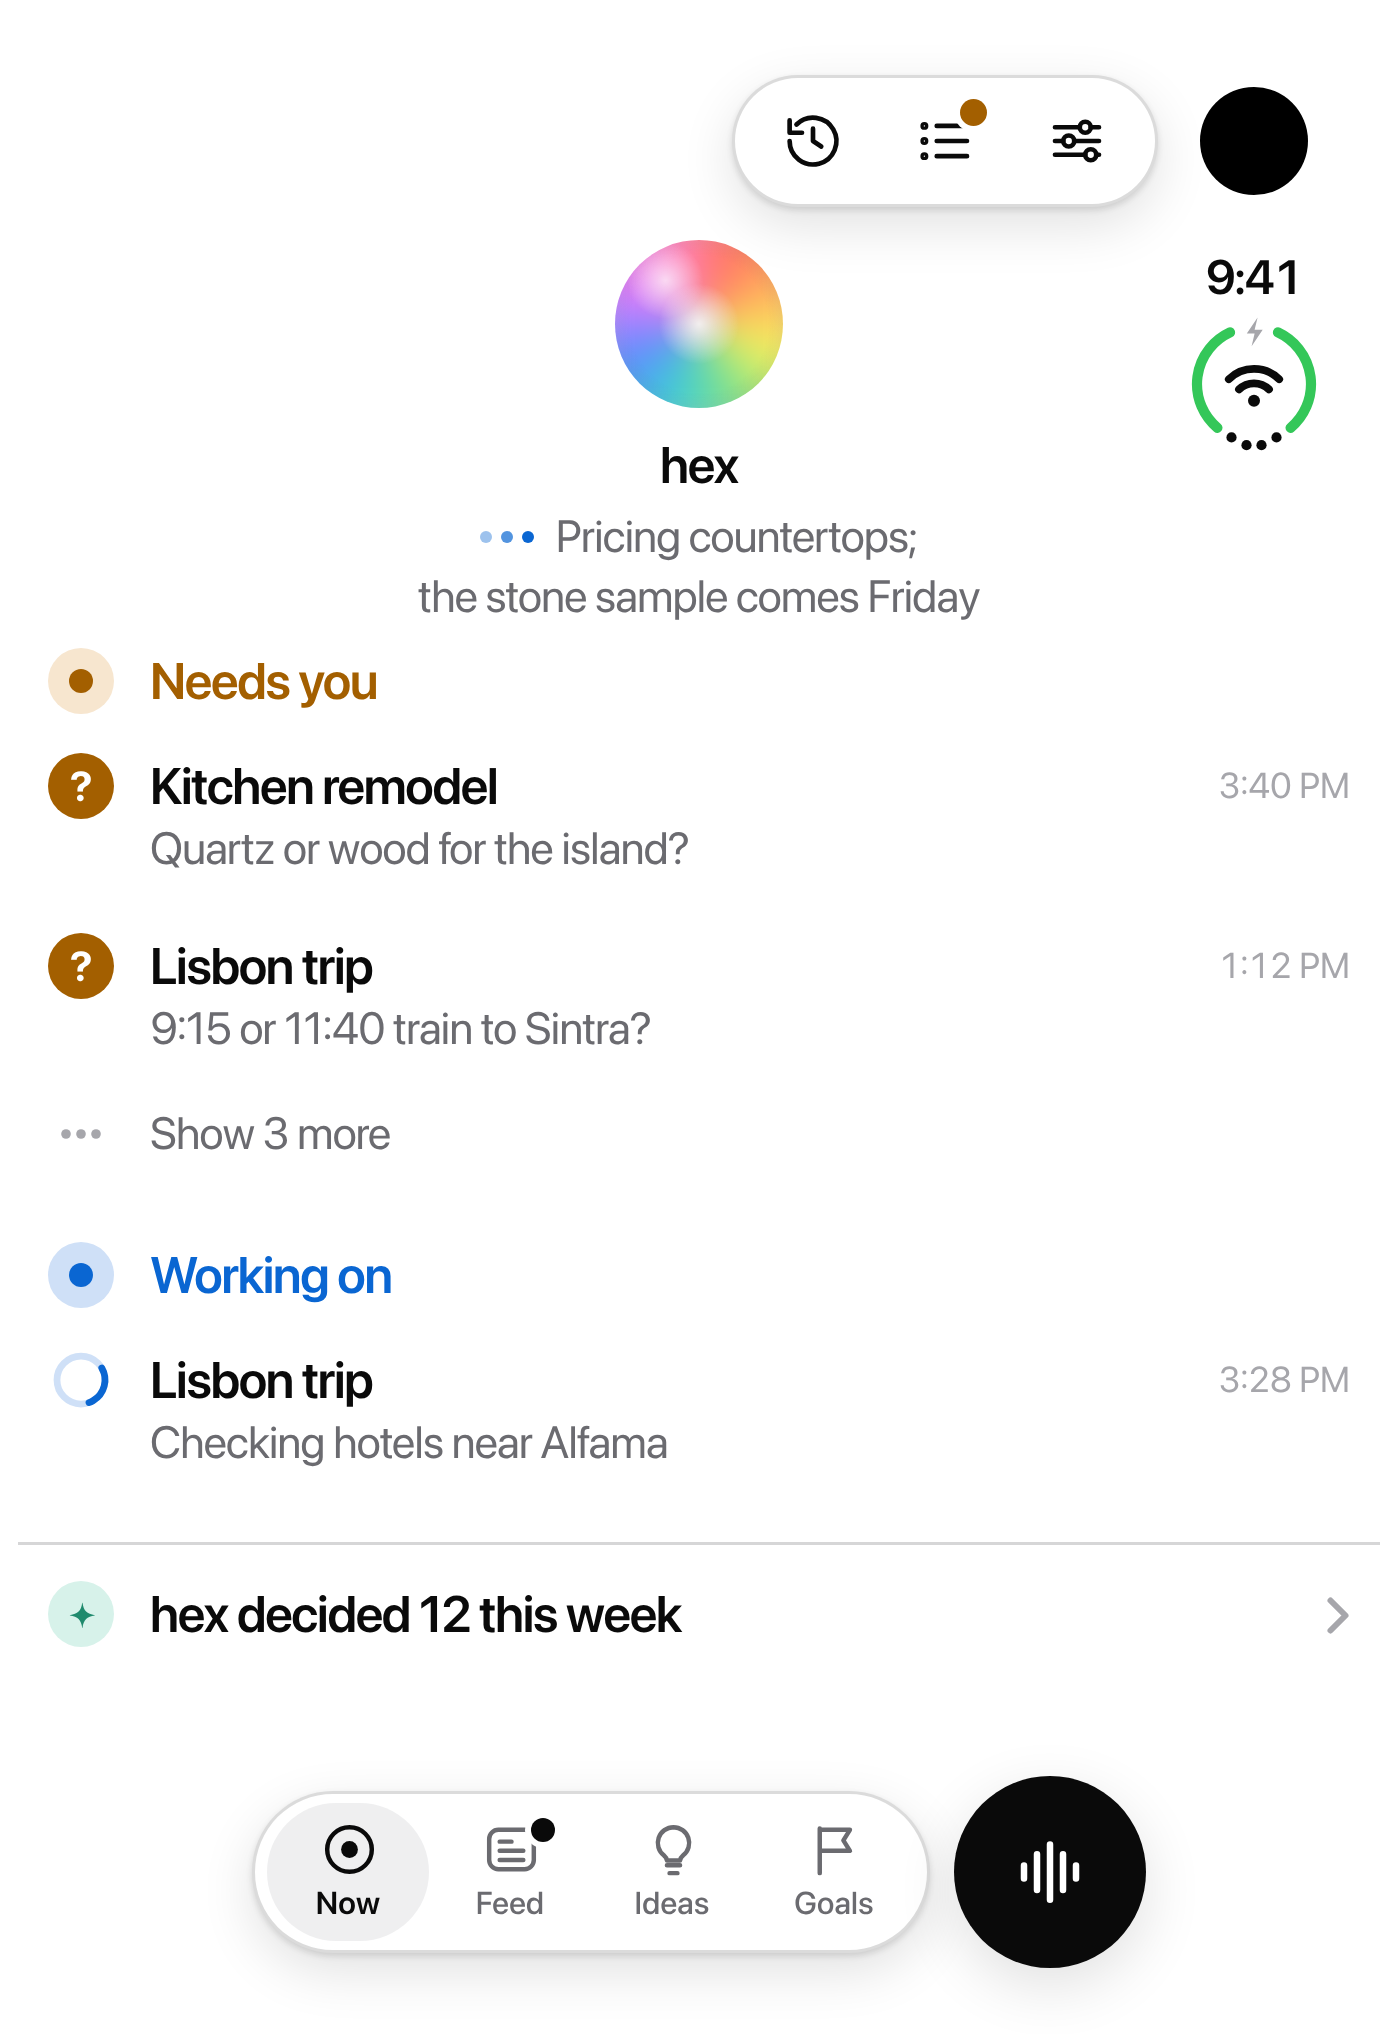 9:41
hex
Pricing countertops;
the stone sample comes Friday
Needs you
? Kitchen remodel 3:40 PM
Quartz or wood for the island?
? Lisbon trip 1:12 PM
9:15 or 11:40 train to Sintra?
Show 3 more
Working on
Lisbon trip 3:28 PM
Checking hotels near Alfama
hex decided 12 this week
Now Feed Ideas Goals